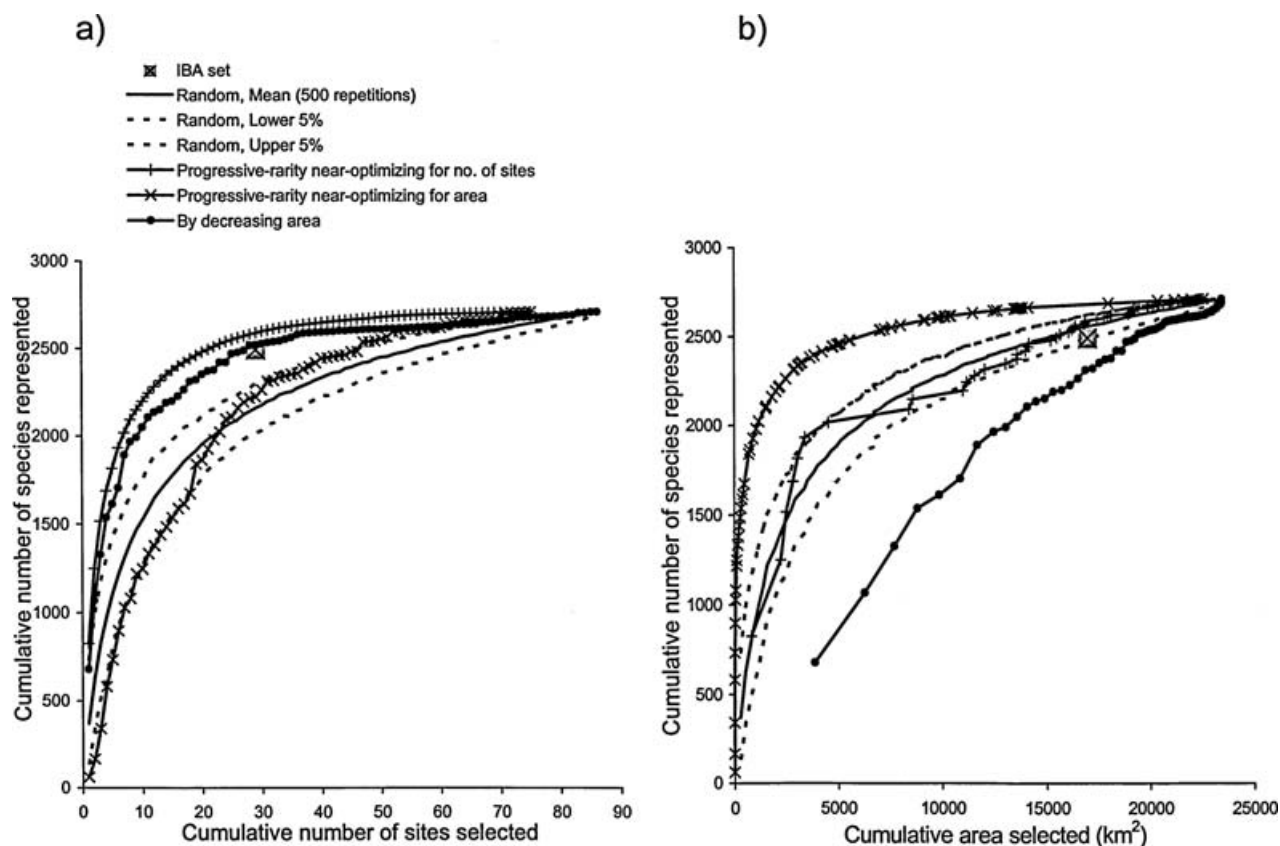 a)
IBA set
Random, Mean (500 repetitions)
Random, Lower 5%
Random, Upper 5%
Progressive-rarity near-optimizing for no. of sites
Progressive-rarity near-optimizing for area
By decreasing area
3000
2500
2000
1500
1000
500
0
Cumulative number of species represented
0 10 20 30 40 50 60 70 80 90
Cumulative number of sites selected
b)
3000
2500
2000
1500
1000
500
0
Cumulative number of species represented
0 5000 10000 15000 20000 25000
Cumulative area selected (km²)